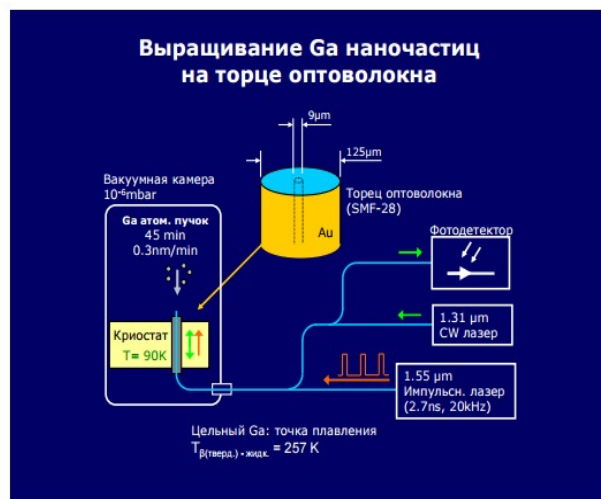 Выращивание Ga наночастиц
на торце оптоволокна
9µm
125µm
Вакуумная камера
10⁻⁶mbar
Ga атом. пучок
45 min
0.3nm/min
Торец оптоволокна
(SMF-28)
Au
Фотодетектор
Криостат
T= 90K
1.31 µm
CW лазер
1.55 µm
Импульсн. лазер
(2.7ns, 20kHz)
Цельный Ga: точка плавления
Tβ(тверд.) - жидк. = 257 K